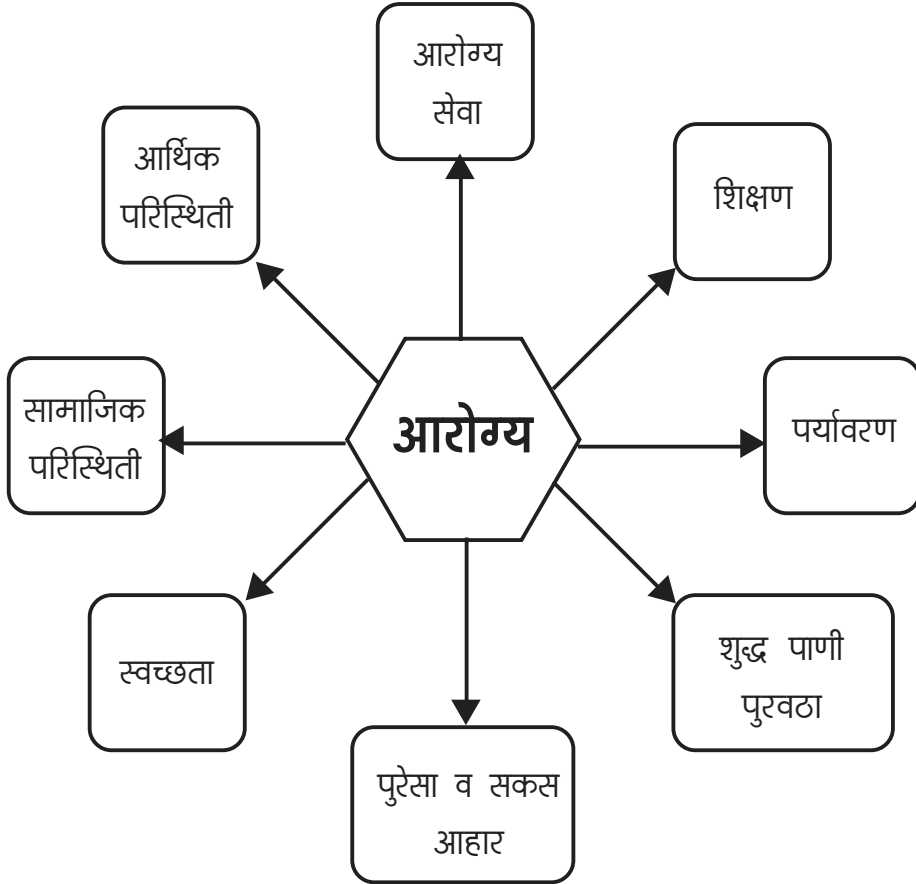 आरोग्य
सेवा
आर्थिक
परिस्थिती
शिक्षण
सामाजिक
परिस्थिती
आरोग्य
पर्यावरण
स्वच्छता
शुद्ध पाणी
पुरवठा
पुरेसा व सकस
आहार